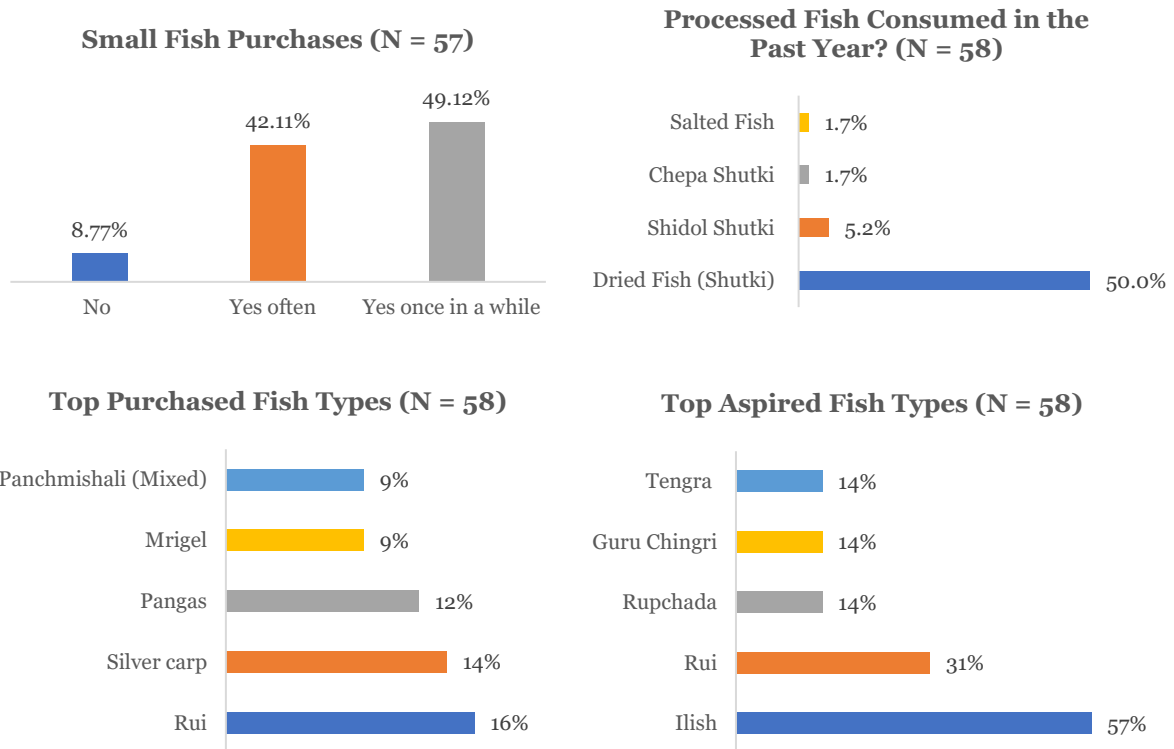 Small Fish Purchases (N = 57)
8.77%
42.11%
49.12%
No
Yes often
Yes once in a while
Processed Fish Consumed in the
Past Year? (N = 58)
Salted Fish 1.7%
Chepa Shutki 1.7%
Shidol Shutki 5.2%
Dried Fish (Shutki) 50.0%
Top Purchased Fish Types (N = 58)
Panchmishali (Mixed) 9%
Mrigel 9%
Pangas 12%
Silver carp 14%
Rui 16%
Top Aspired Fish Types (N = 58)
Tengra 14%
Guru Chingri 14%
Rupchada 14%
Rui 31%
Ilish 57%